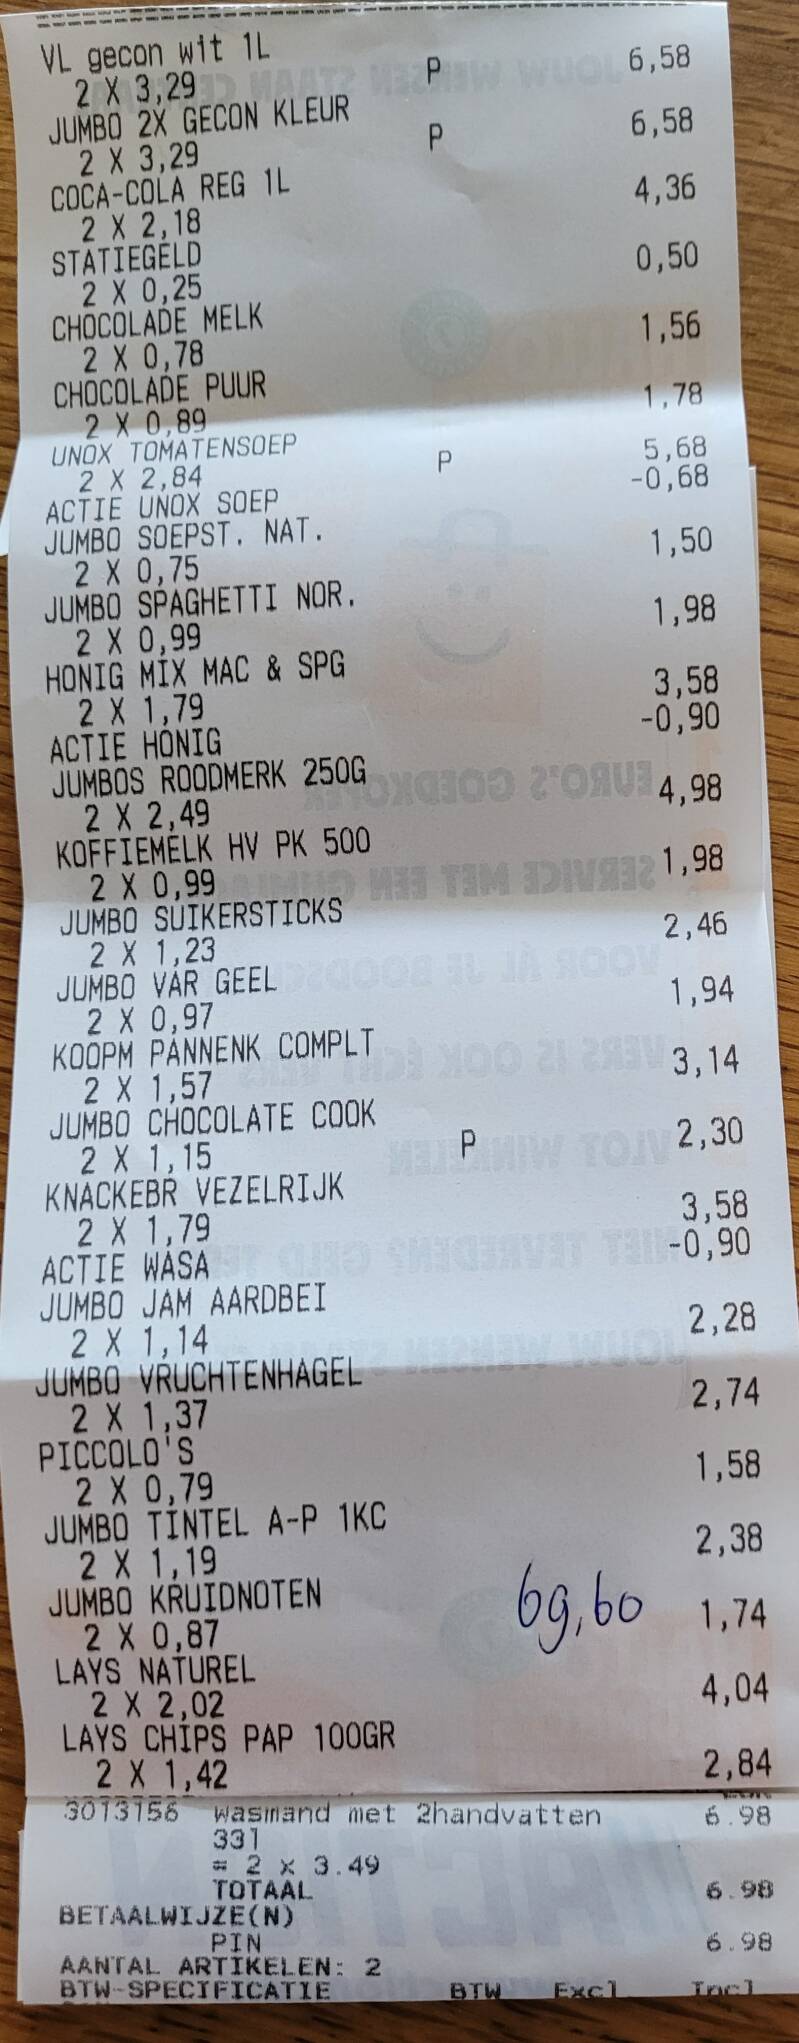 VL gecon wit 1L
2 X 3,29 P 6,58
JUMBO 2X GECON KLEUR
2 X 3,29 P 6,58
COCA-COLA REG 1L
2 X 2,18 4,36
STATIEGELD
2 X 0,25 0,50
CHOCOLADE MELK
2 X 0,78 1,56
CHOCOLADE PUUR
2 X 0,89 1,78
UNOX TOMATENSOEP
2 X 2,84 P 5,68
ACTIE UNOX SOEP -0,68
JUMBO SOEPST. NAT.
2 X 0,75 1,50
JUMBO SPAGHETTI NOR.
2 X 0,99 1,98
HONIG MIX MAC & SPG
2 X 1,79 3,58
ACTIE HONIG -0,90
JUMBOS ROODMERK 250G
2 X 2,49 4,98
KOFFIEMELK HV PK 500
2 X 0,99 1,98
JUMBO SUIKERSTICKS
2 X 1,23 2,46
JUMBO VAR GEEL
2 X 0,97 1,94
KOOPM PANNENK COMPLT
2 X 1,57 3,14
JUMBO CHOCOLATE COOK
2 X 1,15 P 2,30
KNACKEBR VEZELRIJK
2 X 1,79 3,58
ACTIE WASA -0,90
JUMBO JAM AARDBEI
2 X 1,14 2,28
JUMBO VRUCHTENHAGEL
2 X 1,37 2,74
PICCOLO'S
2 X 0,79 1,58
JUMBO TINTEL A-P 1KC
2 X 1,19 2,38
JUMBO KRUIDNOTEN 69,60
2 X 0,87 1,74
LAYS NATUREL
2 X 2,02 4,04
LAYS CHIPS PAP 100GR
2 X 1,42 2,84
3013156 wasmand met 2handvatten 6.98
331
= 2 x 3.49
TOTAAL 6.98
BETAALWIJZE(N)
PIN 6.98
AANTAL ARTIKELEN: 2
BTW-SPECIFICATIE BTW Excl Incl